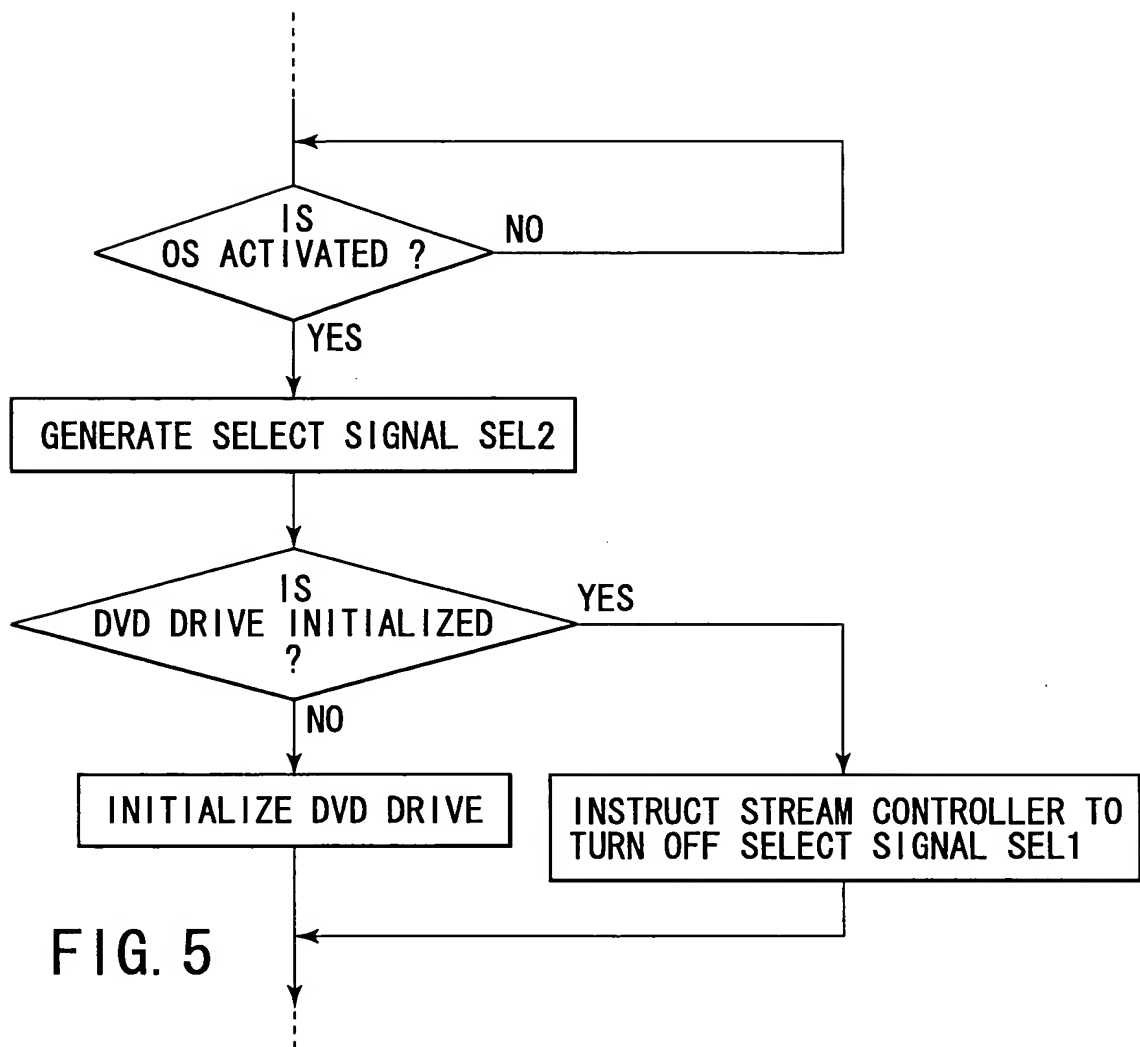 IS
OS ACTIVATED ?
NO
YES
GENERATE SELECT SIGNAL SEL2
IS
DVD DRIVE INITIALIZED
?
YES
NO
INITIALIZE DVD DRIVE
INSTRUCT STREAM CONTROLLER TO
TURN OFF SELECT SIGNAL SEL1
FIG. 5